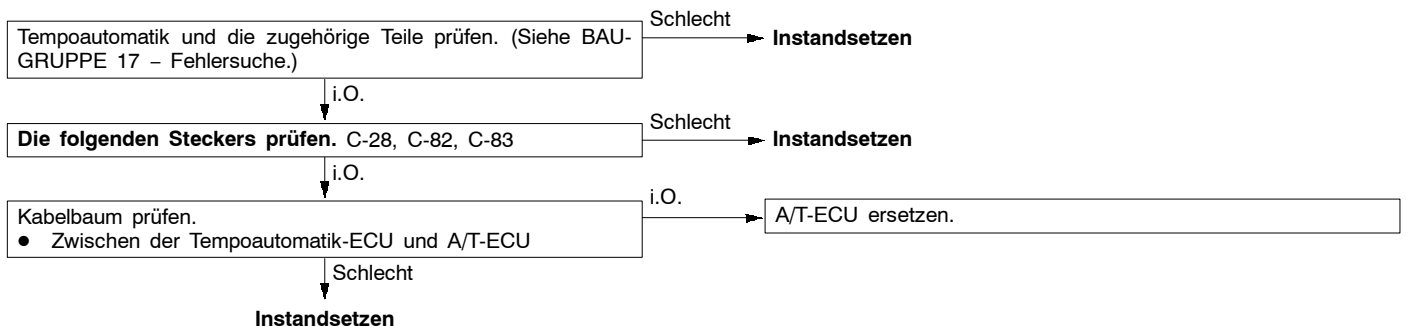 Tempoautomatik und die zugehörige Teile prüfen. (Siehe BAU-
GRUPPE 17 – Fehlersuche.)
Schlecht
Instandsetzen
i.O.
Die folgenden Steckers prüfen. C-28, C-82, C-83
Schlecht
Instandsetzen
i.O.
Kabelbaum prüfen.
● Zwischen der Tempoautomatik-ECU und A/T-ECU
i.O.
A/T-ECU ersetzen.
Schlecht
Instandsetzen